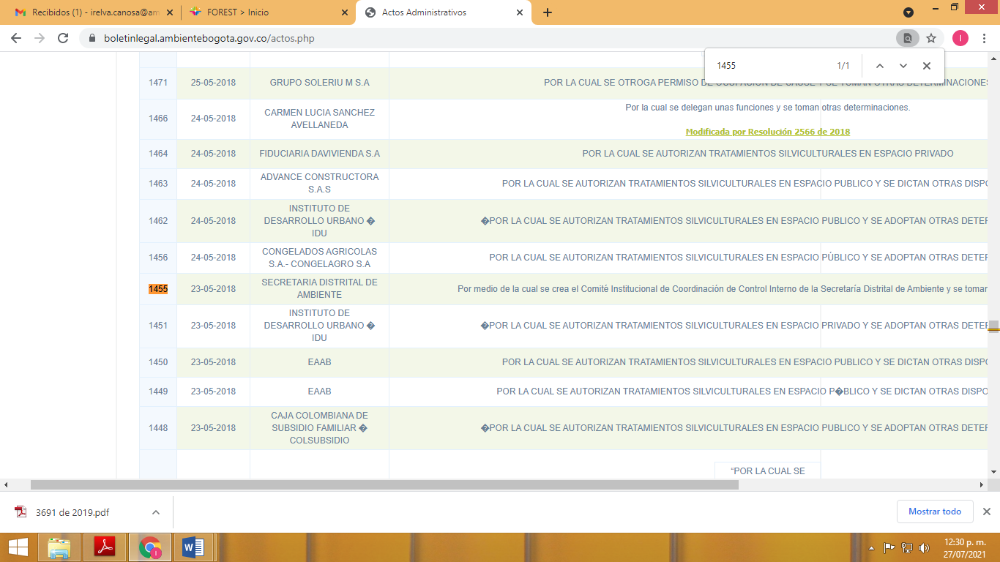 Recibidos (1) - irelva.canosa@am
FOREST > Inicio
Actos Administrativos
boletinlegal.ambientebogota.gov.co/actos.php
I
1455
1/1
1471 25-05-2018 GRUPO SOLERIU M S.A POR LA CUAL SE OTROGA PERMISO DE OCUPACION DE CAUSE Y SE TOMAN OTRAS DETERMINACIONES
1466 24-05-2018 CARMEN LUCIA SANCHEZ
AVELLANEDA
Por la cual se delegan unas funciones y se toman otras determinaciones.
Modificada por Resolución 2566 de 2018
1464 24-05-2018 FIDUCIARIA DAVIVIENDA S.A POR LA CUAL SE AUTORIZAN TRATAMIENTOS SILVICULTURALES EN ESPACIO PRIVADO
1463 24-05-2018 ADVANCE CONSTRUCTORA
S.A.S
POR LA CUAL SE AUTORIZAN TRATAMIENTOS SILVICULTURALES EN ESPACIO PUBLICO Y SE DICTAN OTRAS DISPO
1462 24-05-2018 INSTITUTO DE
DESARROLLO URBANO �
IDU
�POR LA CUAL SE AUTORIZAN TRATAMIENTOS SILVICULTURALES EN ESPACIO PUBLICO Y SE ADOPTAN OTRAS DETER
1456 24-05-2018 CONGELADOS AGRICOLAS
S.A.- CONGELAGRO S.A
POR LA CUAL SE AUTORIZAN TRATAMIENTOS SILVICULTURALES EN ESPACIO PÚBLICO Y SE ADOPTAN OTRAS DETER
1455 23-05-2018 SECRETARIA DISTRITAL DE
AMBIENTE
Por medio de la cual se crea el Comité Institucional de Coordinación de Control Interno de la Secretaría Distrital de Ambiente y se tomar
1451 23-05-2018 INSTITUTO DE
DESARROLLO URBANO �
IDU
�POR LA CUAL SE AUTORIZAN TRATAMIENTOS SILVICULTURALES EN ESPACIO PRIVADO Y SE ADOPTAN OTRAS DETER
1450 23-05-2018 EAAB POR LA CUAL SE AUTORIZAN TRATAMIENTOS SILVICULTURALES EN ESPACIO PUBLICO Y SE DICTAN OTRAS DISPO
1449 23-05-2018 EAAB POR LA CUAL SE AUTORIZAN TRATAMIENTOS SILVICULTURALES EN ESPACIO P�BLICO Y SE DICTAN OTRAS DISPO
1448 23-05-2018 CAJA COLOMBIANA DE
SUBSIDIO FAMILIAR �
COLSUBSIDIO
�POR LA CUAL SE AUTORIZAN TRATAMIENTOS SILVICULTURALES EN ESPACIO PUBLICO Y SE ADOPTAN OTRAS DETER
“POR LA CUAL SE
3691 de 2019.pdf
Mostrar todo
12:30 p. m.
27/07/2021